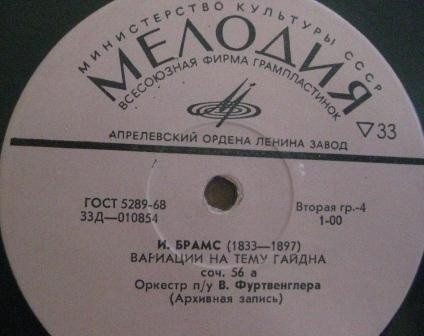 МИНИСТЕРСТВО КУЛЬТУРЫ СССР
МЕЛОДИЯ
ВСЕСОЮЗНАЯ ФИРМА ГРАМПЛАСТИНОК
▽33
АПРЕЛЕВСКИЙ ОРДЕНА ЛЕНИНА ЗАВОД
ГОСТ 5289-68
33Д—010854
Вторая гр.-4
1-00
И. БРАМС (1833—1897)
ВАРИАЦИИ НА ТЕМУ ГАЙДНА
соч. 56 а
Оркестр п/у В. Фуртвенглера
(Архивная запись)